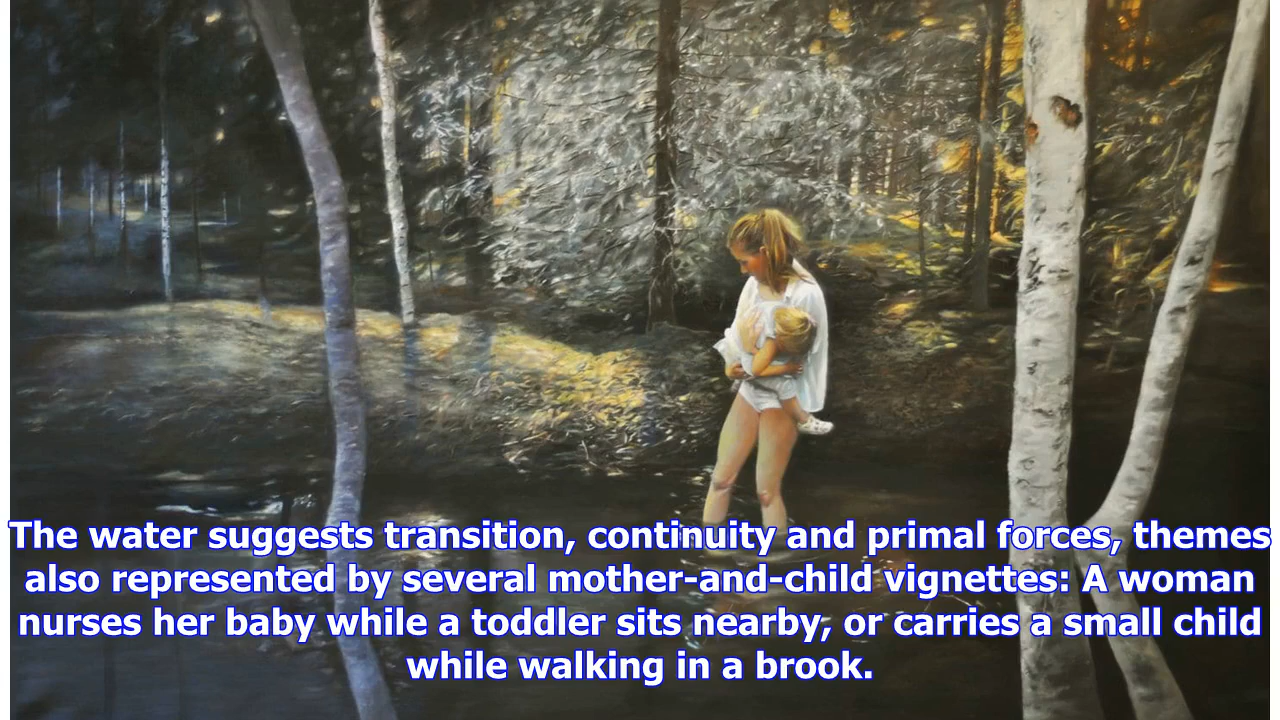 The water suggests transition, continuity and primal forces, themes
also represented by several mother-and-child vignettes: A woman
nurses her baby while a toddler sits nearby, or carries a small child
while walking in a brook.